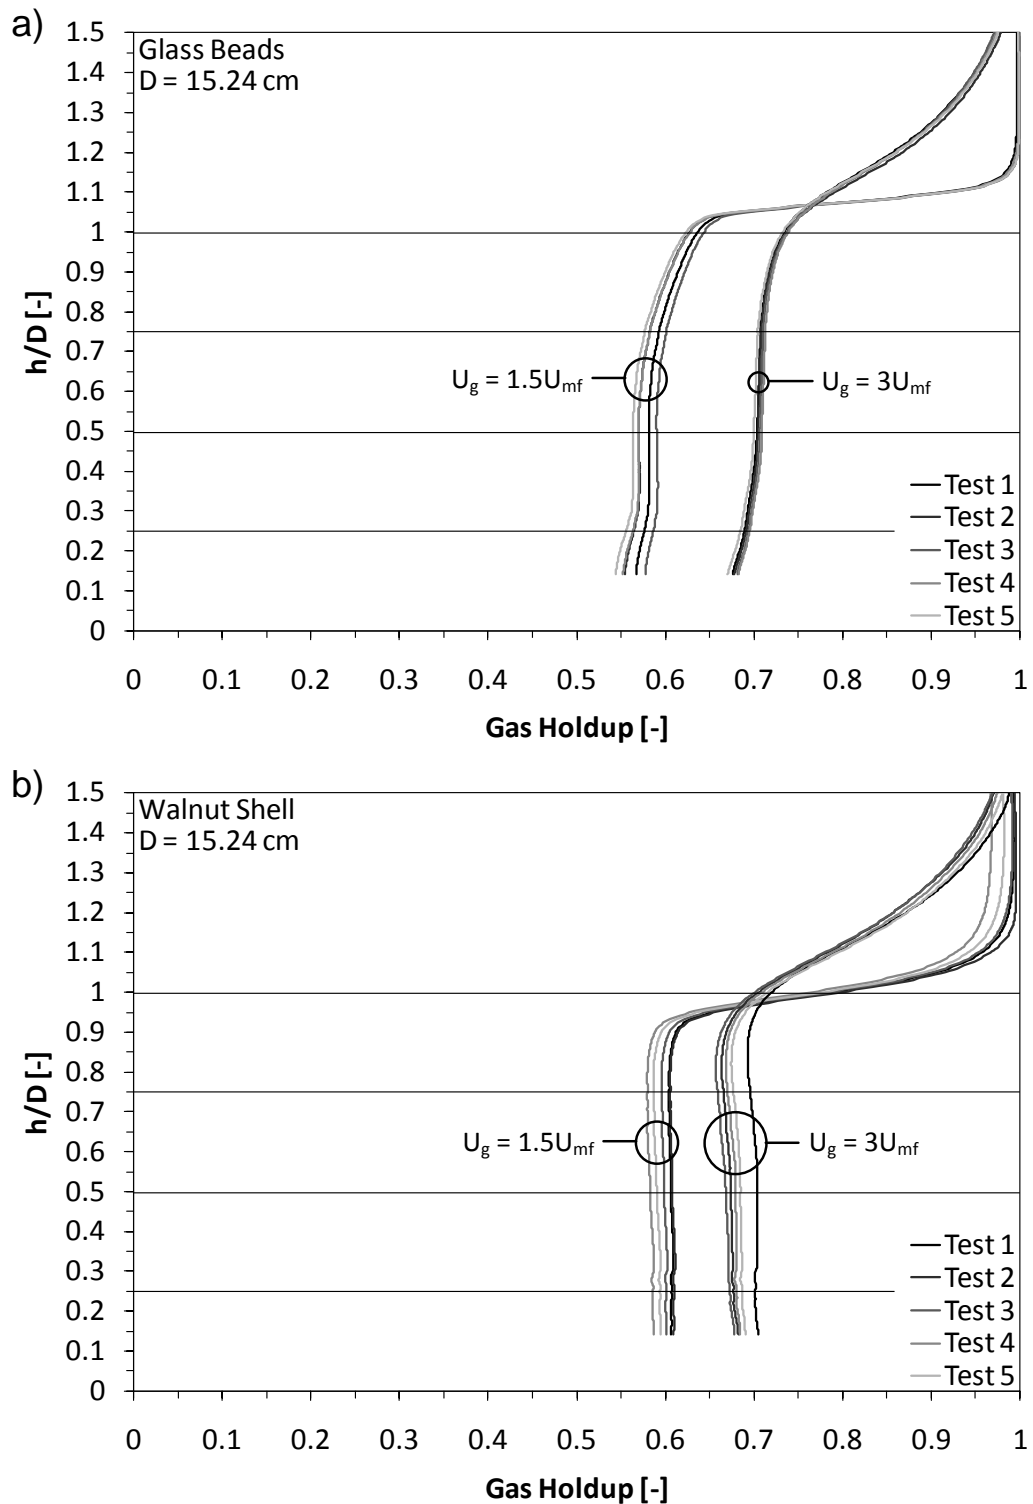 a)
Glass Beads
D = 15.24 cm
1.5
1.4
1.3
1.2
1.1
1
0.9
0.8
0.7
0.6
0.5
0.4
0.3
0.2
0.1
0
h/D [-]
Ug = 1.5Umf
Ug = 3Umf
Test 1
Test 2
Test 3
Test 4
Test 5
0 0.1 0.2 0.3 0.4 0.5 0.6 0.7 0.8 0.9 1
Gas Holdup [-]
b)
Walnut Shell
D = 15.24 cm
1.5
1.4
1.3
1.2
1.1
1
0.9
0.8
0.7
0.6
0.5
0.4
0.3
0.2
0.1
0
h/D [-]
Ug = 1.5Umf
Ug = 3Umf
Test 1
Test 2
Test 3
Test 4
Test 5
0 0.1 0.2 0.3 0.4 0.5 0.6 0.7 0.8 0.9 1
Gas Holdup [-]